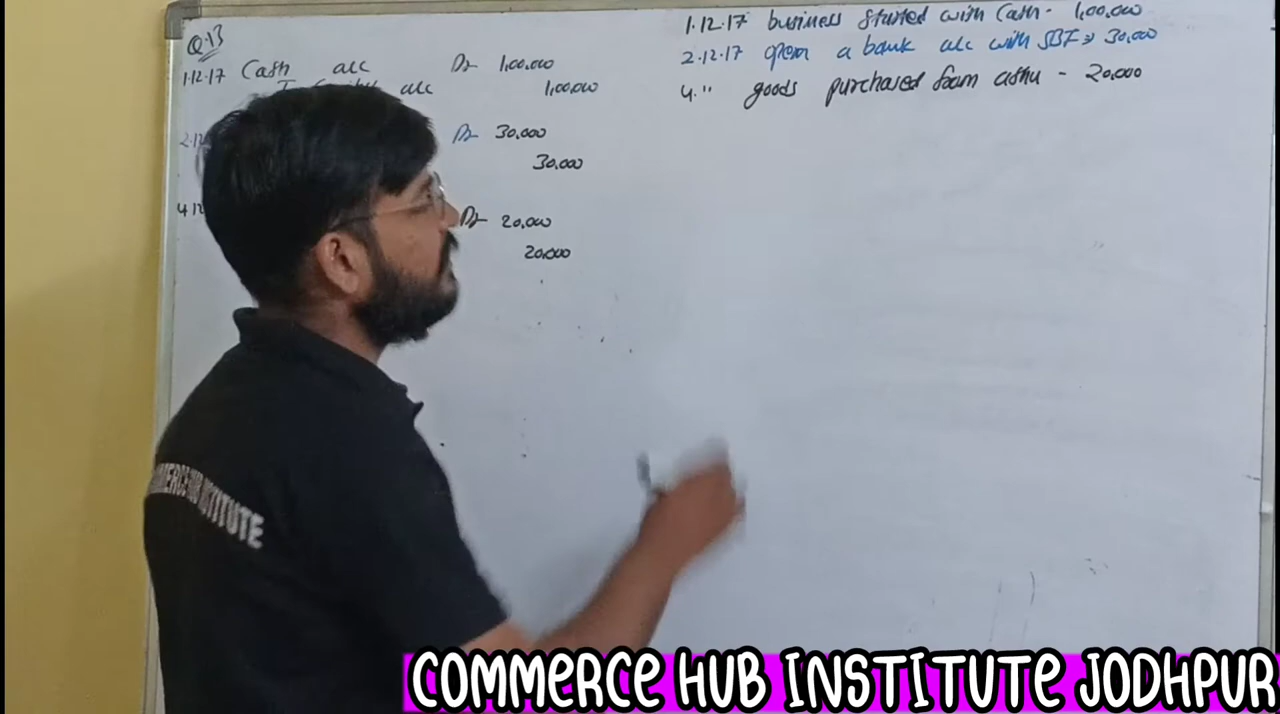 Q.13
1.12.17 Cash a/c Dr 1,00,000
a/c 1,00,000
Dr 30,000
30,000
Dr 20,000
20,000
1.12.17 business started with Cash - 1,00,000
2.12.17 open a bank a/c with SBI → 30,000
4. " goods purchased from ashu - 20,000
COMMERCE HUB INSTITUTE JODHPUR